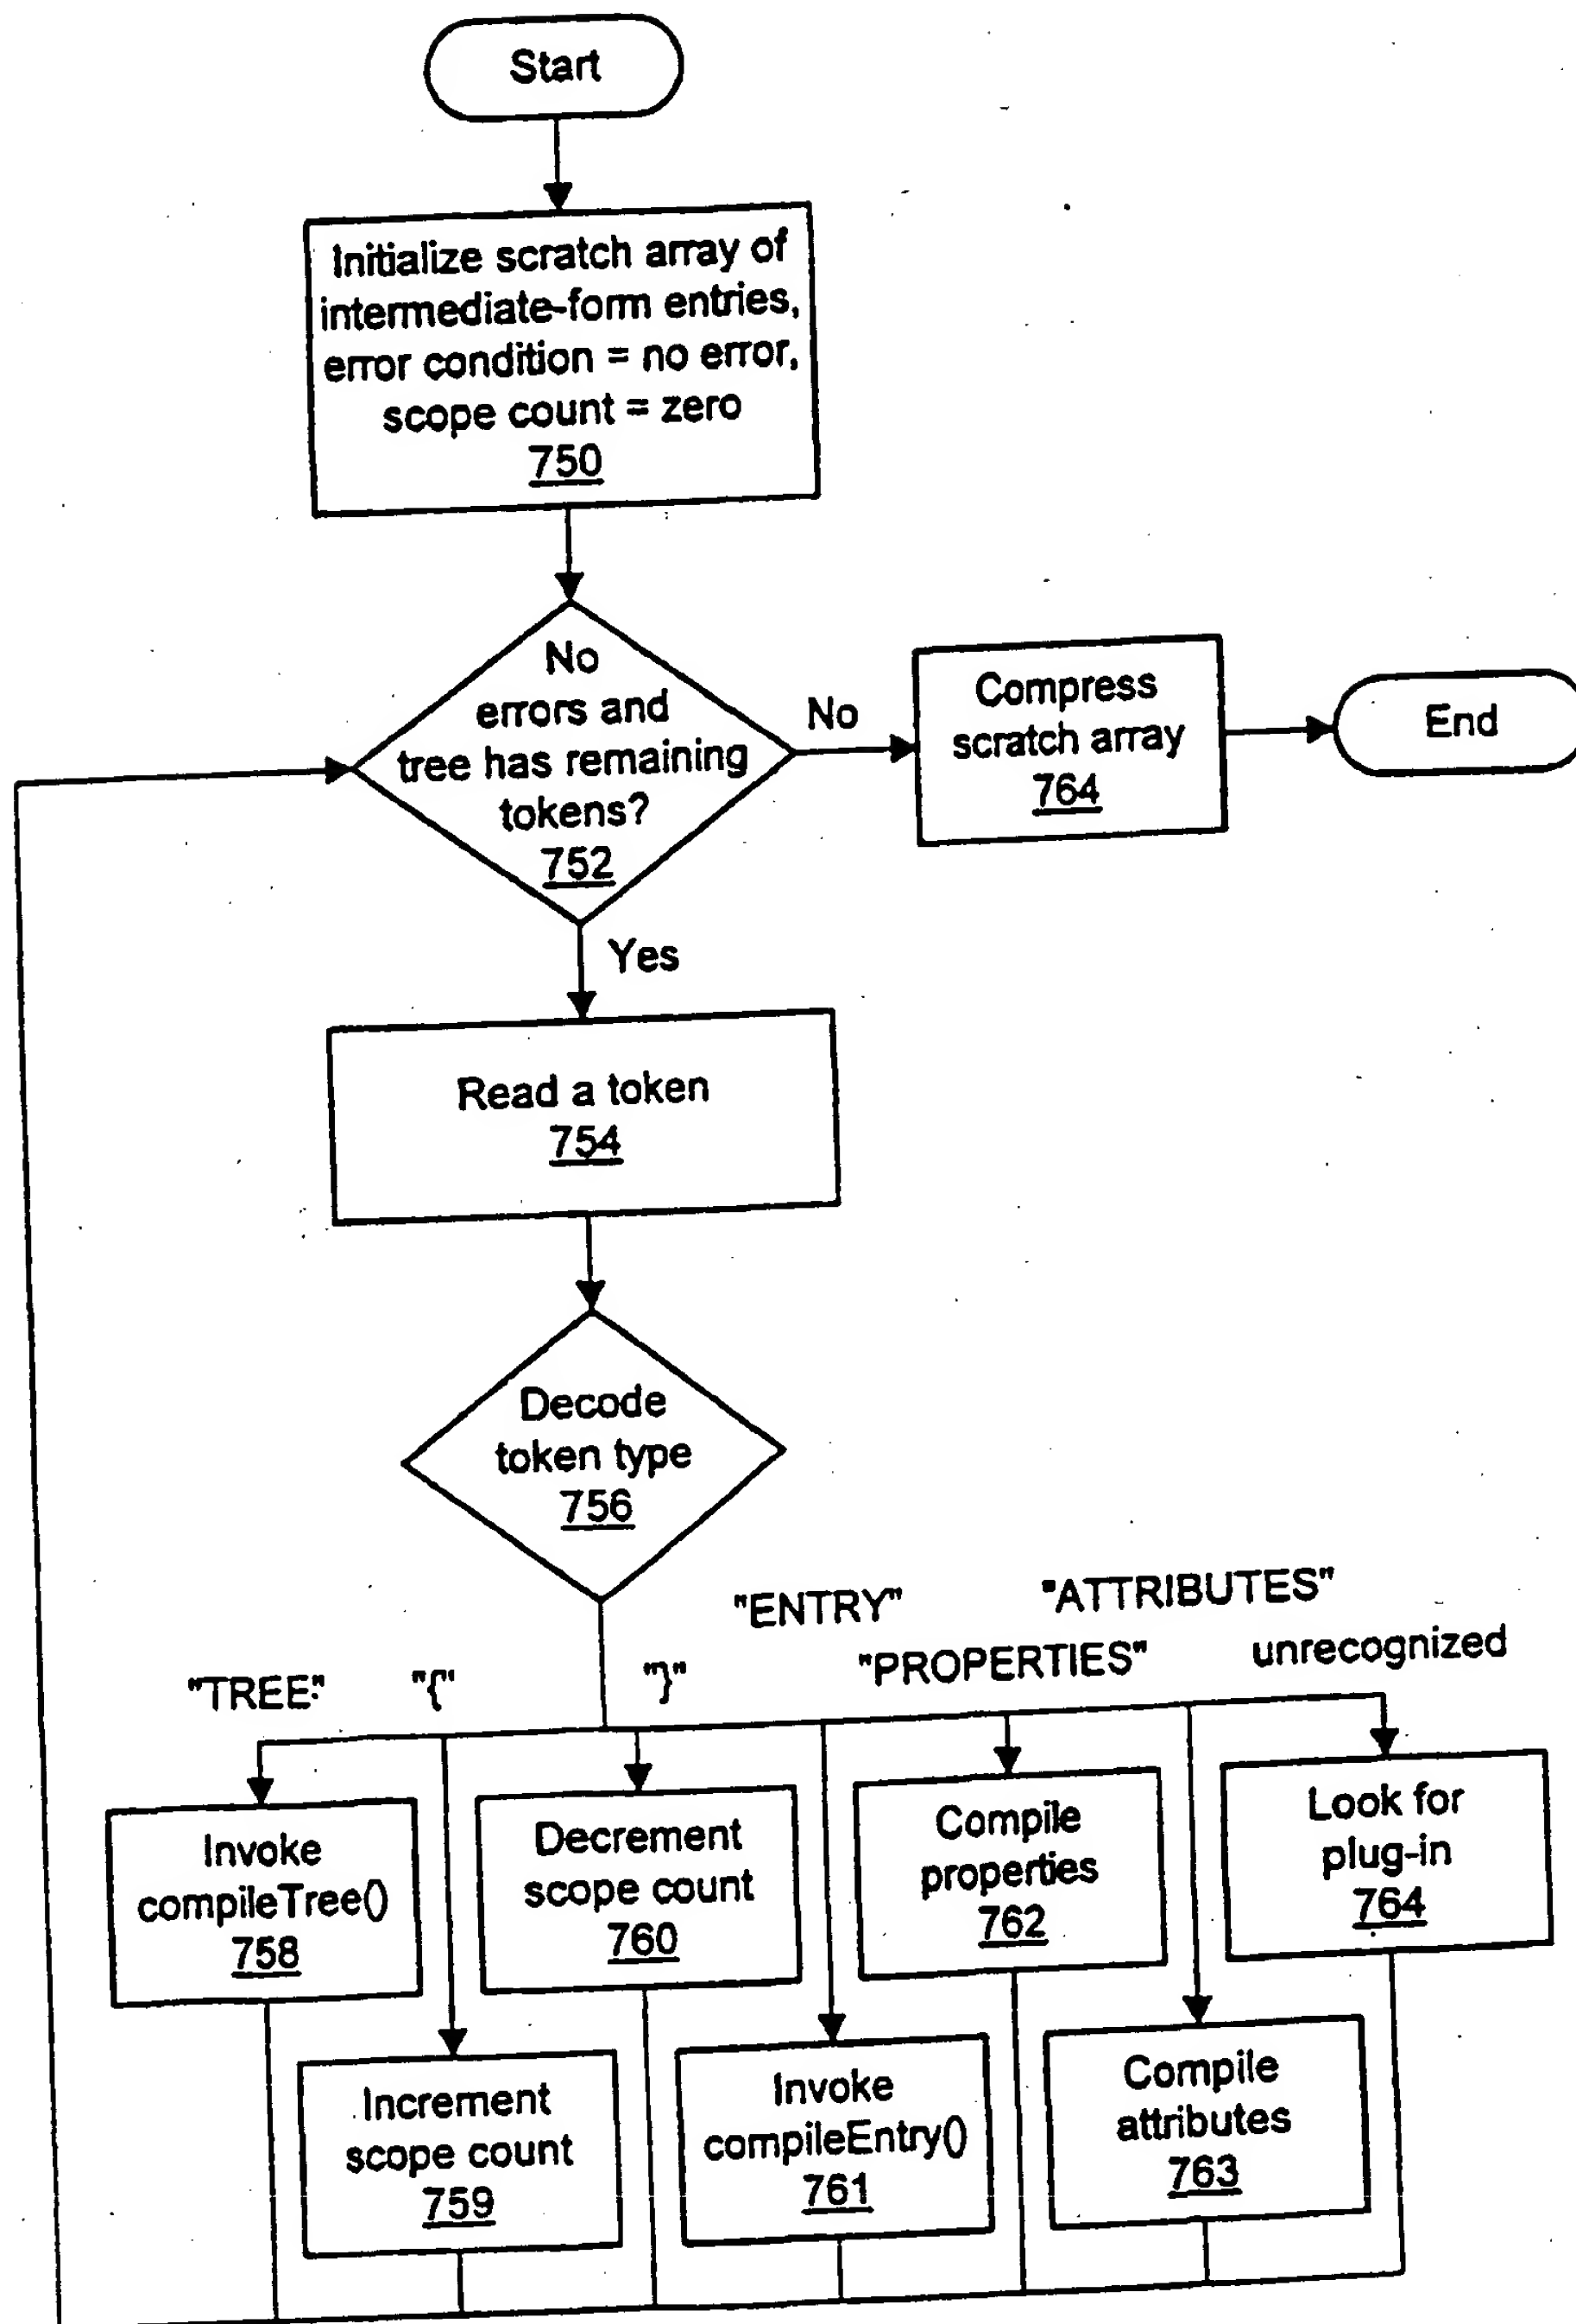 Start
Initialize scratch array of
intermediate-form entries,
error condition = no error,
scope count = zero
750
No
errors and
tree has remaining
tokens?
752
No
Compress
scratch array
764
End
Yes
Read a token
754
Decode
token type
756
"TREE"
"{"
"}"
"ENTRY"
"PROPERTIES"
"ATTRIBUTES"
unrecognized
Invoke
compileTree()
758
Decrement
scope count
760
Compile
properties
762
Look for
plug-in
764
Increment
scope count
759
Invoke
compileEntry()
761
Compile
attributes
763